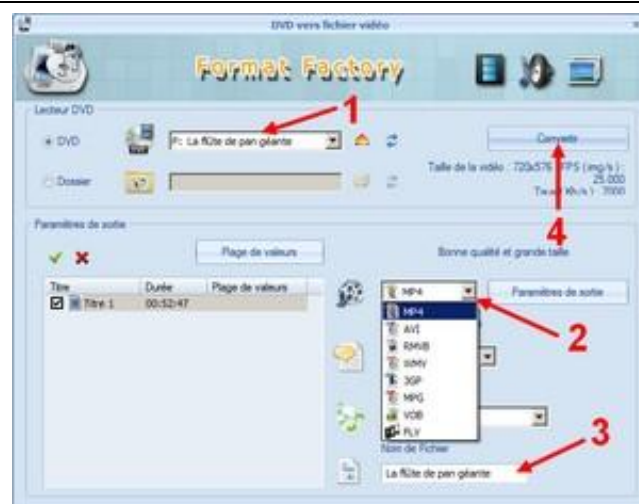 DVD vers fichier vidéo
Format Factory
Lecteur DVD
1
DVD
F: La flûte de pan géante
Convertir
Dossier
Taille de la vidéo : 720x576 FPS ( img/s ) :
25.000
7000
4
Paramètres de sortie
Plage de valeurs
Bonne qualité et grande taille
Titre Durée Plage de valeurs
Titre 1 00:52:47
MP4
Paramètres de sortie
MP4
AVI
RMVB
WMV
3GP
MPG
VOB
FLV
2
3
Nom de Fichier
La flûte de pan géante